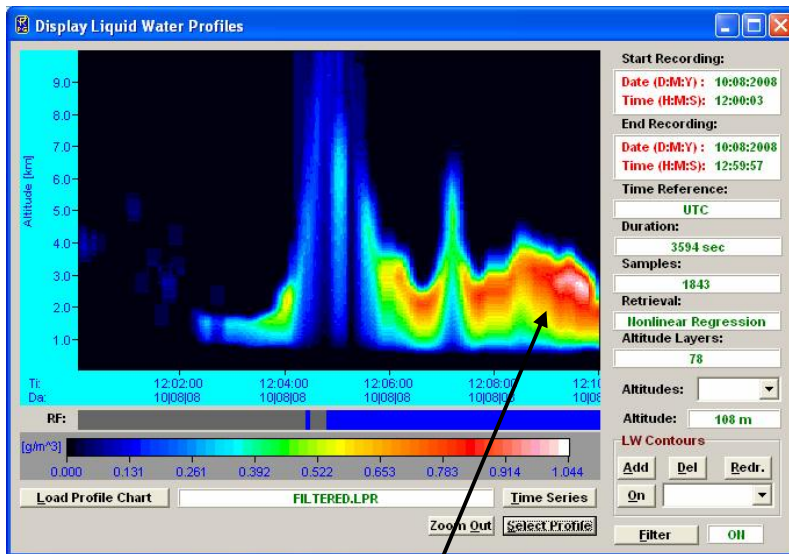 Display Liquid Water Profiles
Altitude [km]
9.0
8.0
7.0
6.0
5.0
4.0
3.0
2.0
1.0
Ti: 12:02:00 12:04:00 12:06:00 12:08:00 12:10
Da: 10|08|08 10|08|08 10|08|08 10|08|08 10|08
RF:
[g/m^3]
0.000 0.131 0.261 0.392 0.522 0.653 0.783 0.914 1.044
Load Profile Chart FILTERED.LPR Time Series
Zoom Out Select Profile
Start Recording:
Date (D:M:Y) : 10:08:2008
Time (H:M:S): 12:00:03
End Recording:
Date (D:M:Y) : 10:08:2008
Time (H:M:S): 12:59:57
Time Reference:
UTC
Duration:
3594 sec
Samples:
1843
Retrieval:
Nonlinear Regression
Altitude Layers:
78
Altitudes:
Altitude: 108 m
LW Contours
Add Del Redr.
On
Filter ON